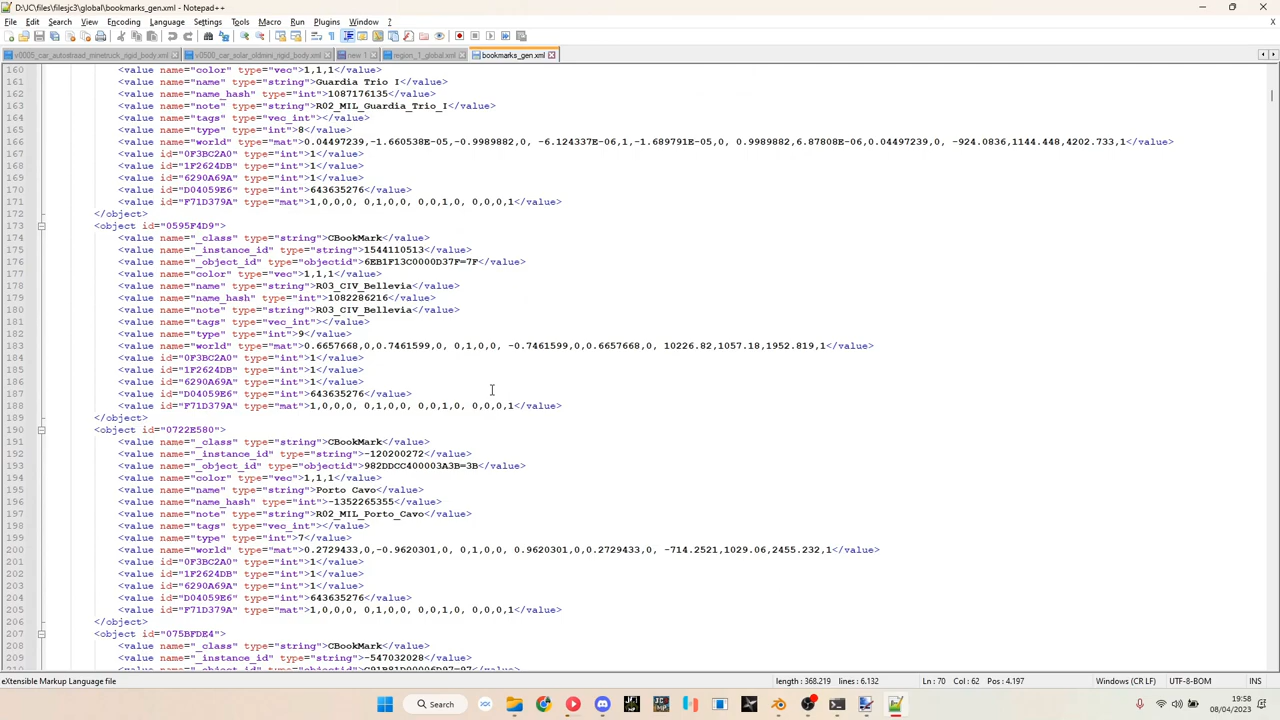 D:\JC\files\filesjc3\global\bookmarks_gen.xml - Notepad++
File Edit Search View Encoding Language Settings Tools Macro Run Plugins Window ?
v0005_car_autostraad_minetruck_rigid_body.xml v0500_car_solar_oldmini_rigid_body.xml new 1 region_1_global.xml bookmarks_gen.xml
160 <value name="color" type="vec">1,1,1</value>
161 <value name="name" type="string">Guardia Trio I</value>
162 <value name="name_hash" type="int">1087176135</value>
163 <value name="note" type="string">R02_MIL_Guardia_Trio_I</value>
164 <value name="tags" type="vec_int"></value>
165 <value name="type" type="int">8</value>
166 <value name="world" type="mat">0.04497239,-1.660538E-05,-0.9989882,0, -6.124337E-06,1,-1.689791E-05,0, 0.9989882,6.87808E-06,0.04497239,0, -924.0836,1144.448,4202.733,1</value>
167 <value id="0F3BC2A0" type="int">1</value>
168 <value id="1F2624DB" type="int">1</value>
169 <value id="6290A69A" type="int">1</value>
170 <value id="D04059E6" type="int">643635276</value>
171 <value id="F71D379A" type="mat">1,0,0,0, 0,1,0,0, 0,0,1,0, 0,0,0,1</value>
172 </object>
173 <object id="0595F4D9">
174 <value name="_class" type="string">CBookMark</value>
175 <value name="_instance_id" type="string">1544110513</value>
176 <value name="_object_id" type="objectid">6EB1F13C0000D37F=7F</value>
177 <value name="color" type="vec">1,1,1</value>
178 <value name="name" type="string">R03_CIV_Bellevia</value>
179 <value name="name_hash" type="int">1082286216</value>
180 <value name="note" type="string">R03_CIV_Bellevia</value>
181 <value name="tags" type="vec_int"></value>
182 <value name="type" type="int">9</value>
183 <value name="world" type="mat">0.6657668,0,0.7461599,0, 0,1,0,0, -0.7461599,0,0.6657668,0, 10226.82,1057.18,1952.819,1</value>
184 <value id="0F3BC2A0" type="int">1</value>
185 <value id="1F2624DB" type="int">1</value>
186 <value id="6290A69A" type="int">1</value>
187 <value id="D04059E6" type="int">643635276</value>
188 <value id="F71D379A" type="mat">1,0,0,0, 0,1,0,0, 0,0,1,0, 0,0,0,1</value>
189 </object>
190 <object id="0722E580">
191 <value name="_class" type="string">CBookMark</value>
192 <value name="_instance_id" type="string">-120200272</value>
193 <value name="_object_id" type="objectid">982DDCC400003A3B=3B</value>
194 <value name="color" type="vec">1,1,1</value>
195 <value name="name" type="string">Porto Cavo</value>
196 <value name="name_hash" type="int">-1352265355</value>
197 <value name="note" type="string">R02_MIL_Porto_Cavo</value>
198 <value name="tags" type="vec_int"></value>
199 <value name="type" type="int">7</value>
200 <value name="world" type="mat">0.2729433,0,-0.9620301,0, 0,1,0,0, 0.9620301,0,0.2729433,0, -714.2521,1029.06,2455.232,1</value>
201 <value id="0F3BC2A0" type="int">1</value>
202 <value id="1F2624DB" type="int">1</value>
203 <value id="6290A69A" type="int">1</value>
204 <value id="D04059E6" type="int">643635276</value>
205 <value id="F71D379A" type="mat">1,0,0,0, 0,1,0,0, 0,0,1,0, 0,0,0,1</value>
206 </object>
207 <object id="075BFDE4">
208 <value name="_class" type="string">CBookMark</value>
209 <value name="_instance_id" type="string">-547032028</value>
210 <value name="_object_id" type="objectid">
eXtensible Markup Language file length : 368.219 lines : 6.132 Ln : 70 Col : 62 Pos : 4.197 Windows (CR LF) UTF-8-BOM INS
Search
19:58
08/04/2023